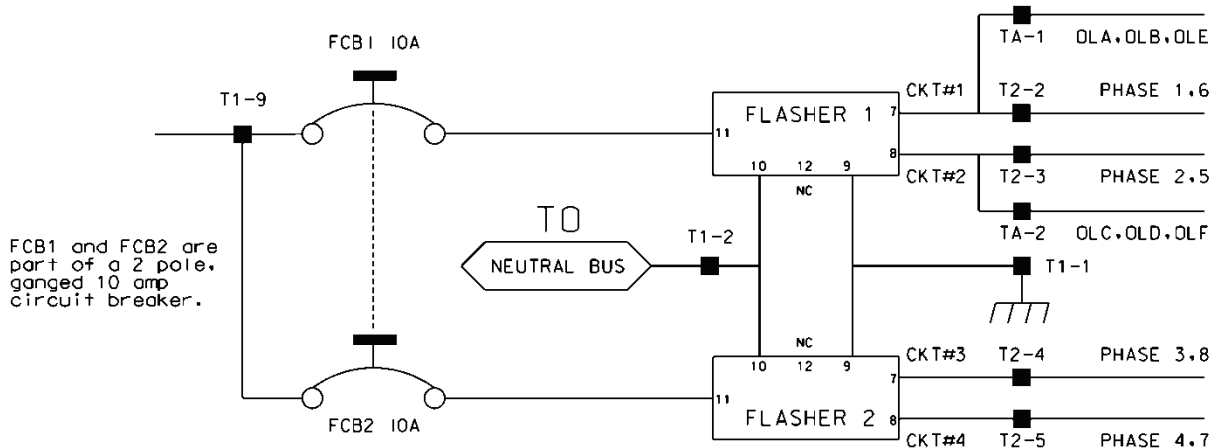 FCB1 10A
TA-1 OLA.OLB.OLE
T1-9
CKT#1 T2-2 PHASE 1.6
FLASHER 1
7
11
8
10 12 9
NC
CKT#2 T2-3 PHASE 2.5
TA-2 OLC.OLD.OLF
TO
NEUTRAL BUS
T1-2
T1-1
FCB1 and FCB2 are
part of a 2 pole,
ganged 10 amp
circuit breaker.
NC
10 12 9
CKT#3 T2-4 PHASE 3.8
7
11
FLASHER 2
8
FCB2 10A
CKT#4 T2-5 PHASE 4.7